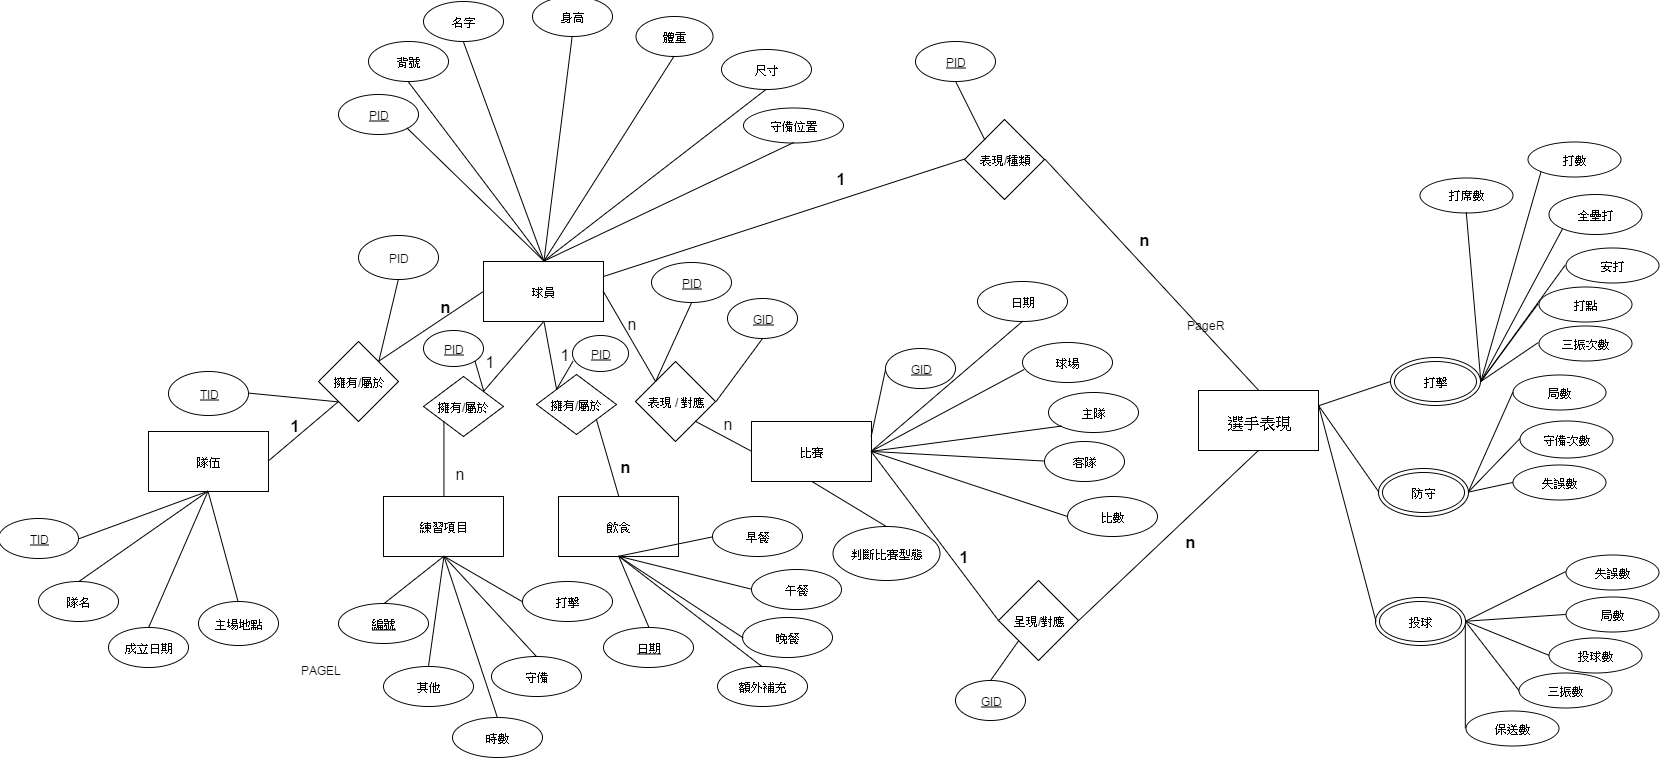 身高
名字
體重
背號
尺寸
PID
守備位置
PID
表現/種類
1
n
球員
PID
擁有/屬於
n
1
TID
隊伍
TID
隊名
成立日期
主場地點
PID
1
擁有/屬於
n
練習項目
編號
其他
時數
守備
打擊
PAGEL
PID
1
擁有/屬於
n
飲食
早餐
午餐
晚餐
額外補充
日期
PID
GID
n
表現 / 對應
n
比賽
日期
GID
球場
主隊
客隊
比數
判斷比賽型態
1
呈現/對應
n
GID
PageR
選手表現
打擊
打席數
打數
全壘打
安打
打點
三振次數
防守
局數
守備次數
失誤數
投球
失誤數
局數
投球數
三振數
保送數